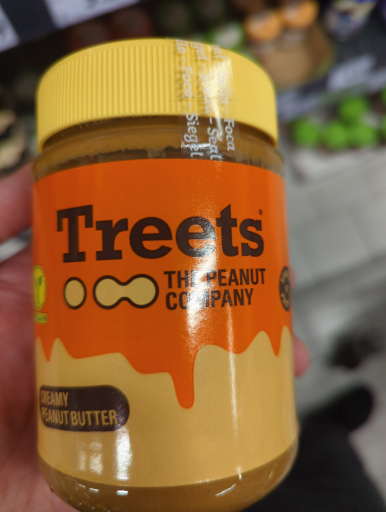 Treets
THE PEANUT
COMPANY
CREAMY
PEANUT BUTTER